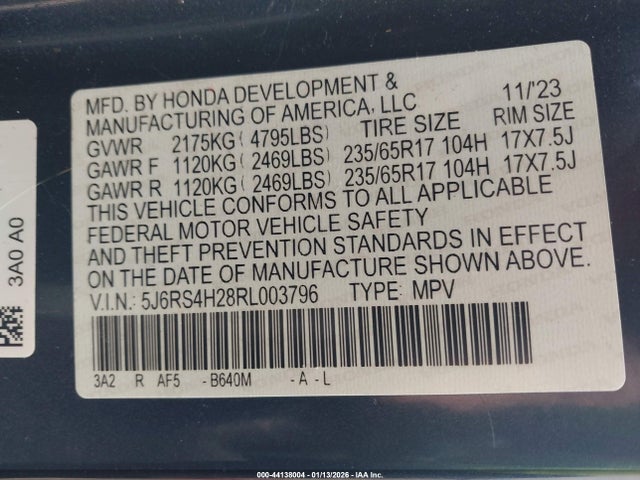 MFD. BY HONDA DEVELOPMENT & 11/'23
MANUFACTURING OF AMERICA, LLC
GVWR 2175KG( 4795LBS) TIRE SIZE RIM SIZE
GAWR F 1120KG( 2469LBS) 235/65R17 104H 17X7.5J
GAWR R 1120KG( 2469LBS) 235/65R17 104H 17X7.5J
THIS VEHICLE CONFORMS TO ALL APPLICABLE
FEDERAL MOTOR VEHICLE SAFETY
AND THEFT PREVENTION STANDARDS IN EFFECT
ON THE DATE OF MANUFACTURE SHOWN ABOVE.
V.I.N.: 5J6RS4H28RL003796 TYPE: MPV
3A2 R AF5 -B640M -A-L
3A0 A0
000-44138004 - 01/13/2026 - IAA Inc.